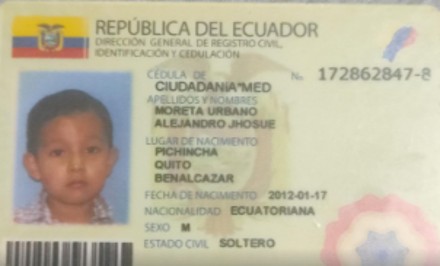 REPÚBLICA DEL ECUADOR
DIRECCIÓN GENERAL DE REGISTRO CIVIL,
IDENTIFICACIÓN Y CEDULACIÓN
CÉDULA DE No. 172862847-8
CIUDADANIA*MED
APELLIDOS Y NOMBRES
MORETA URBANO
ALEJANDRO JHOSUE
LUGAR DE NACIMIENTO
PICHINCHA
QUITO
BENALCAZAR
FECHA DE NACIMIENTO 2012-01-17
NACIONALIDAD ECUATORIANA
SEXO M
ESTADO CIVIL SOLTERO